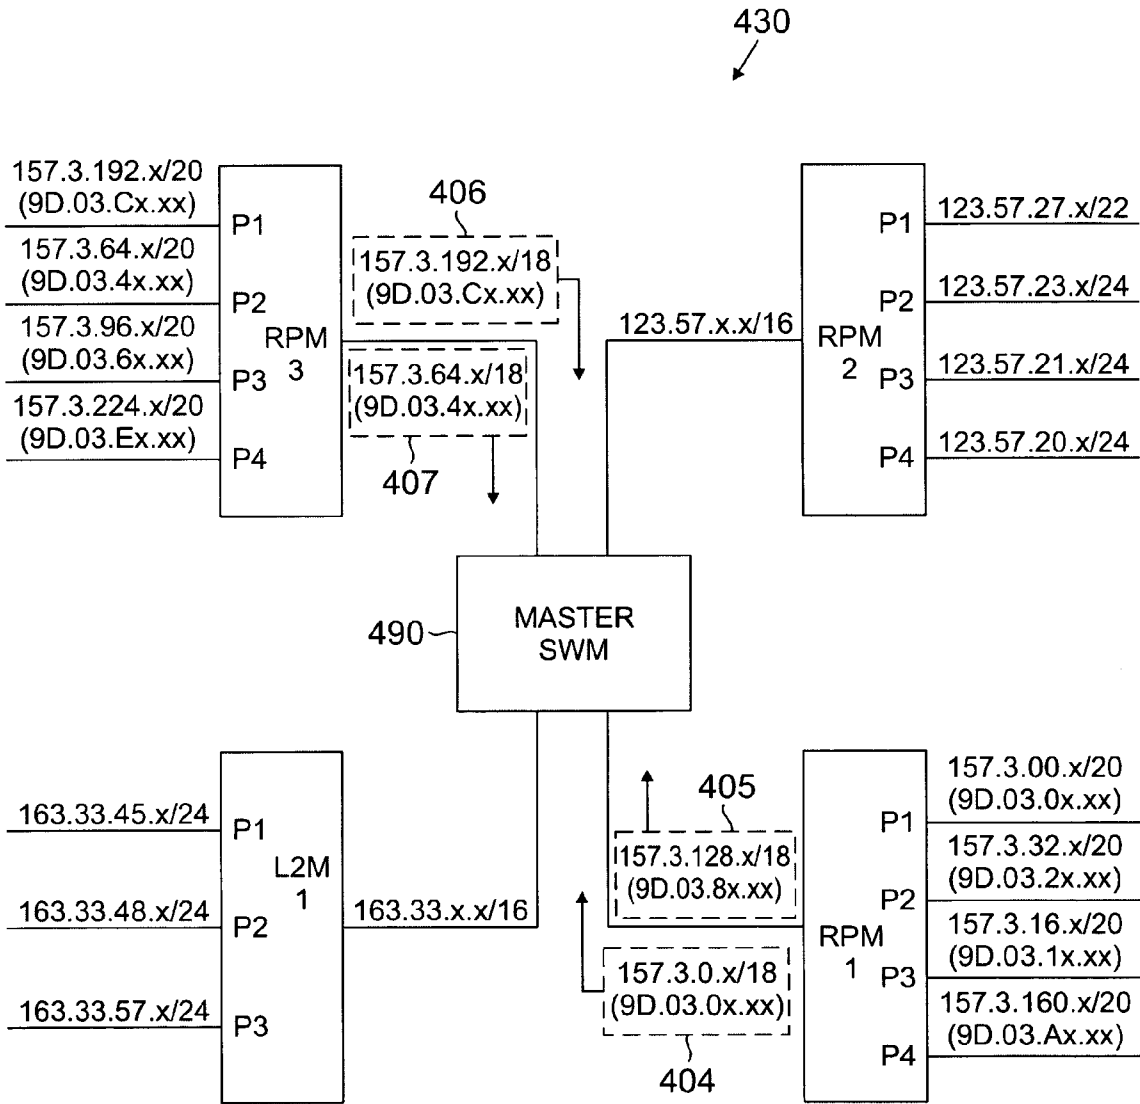 430
157.3.192.x/20
(9D.03.Cx.xx)
P1
157.3.64.x/20
(9D.03.4x.xx)
P2
157.3.96.x/20
(9D.03.6x.xx)
P3
157.3.224.x/20
(9D.03.Ex.xx)
P4
RPM
3
406
157.3.192.x/18
(9D.03.Cx.xx)
157.3.64.x/18
(9D.03.4x.xx)
407
123.57.x.x/16
RPM
2
P1
123.57.27.x/22
P2
123.57.23.x/24
P3
123.57.21.x/24
P4
123.57.20.x/24
490
MASTER
SWM
163.33.45.x/24
P1
163.33.48.x/24
P2
163.33.57.x/24
P3
L2M
1
163.33.x.x/16
405
157.3.128.x/18
(9D.03.8x.xx)
157.3.0.x/18
(9D.03.0x.xx)
404
RPM
1
157.3.00.x/20
(9D.03.0x.xx)
P1
157.3.32.x/20
(9D.03.2x.xx)
P2
157.3.16.x/20
(9D.03.1x.xx)
P3
157.3.160.x/20
(9D.03.Ax.xx)
P4